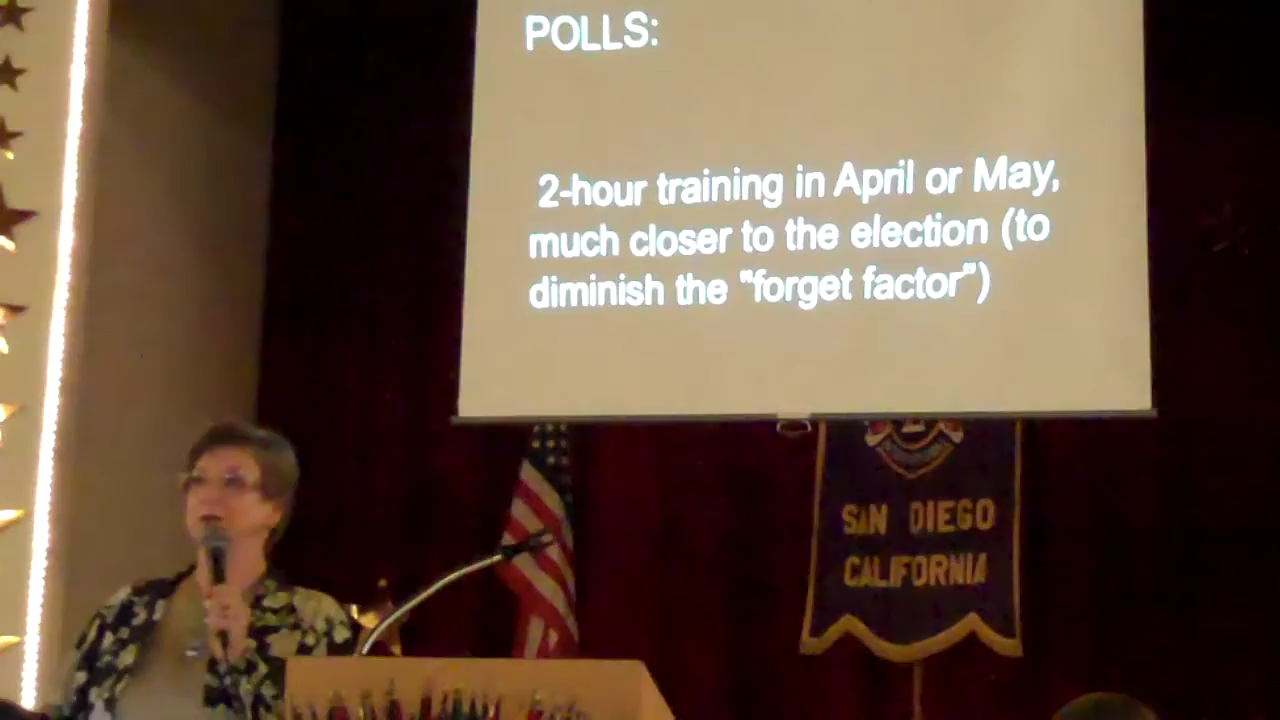 POLLS:
2-hour training in April or May,
much closer to the election (to
diminish the "forget factor")
SAN DIEGO
CALIFORNIA